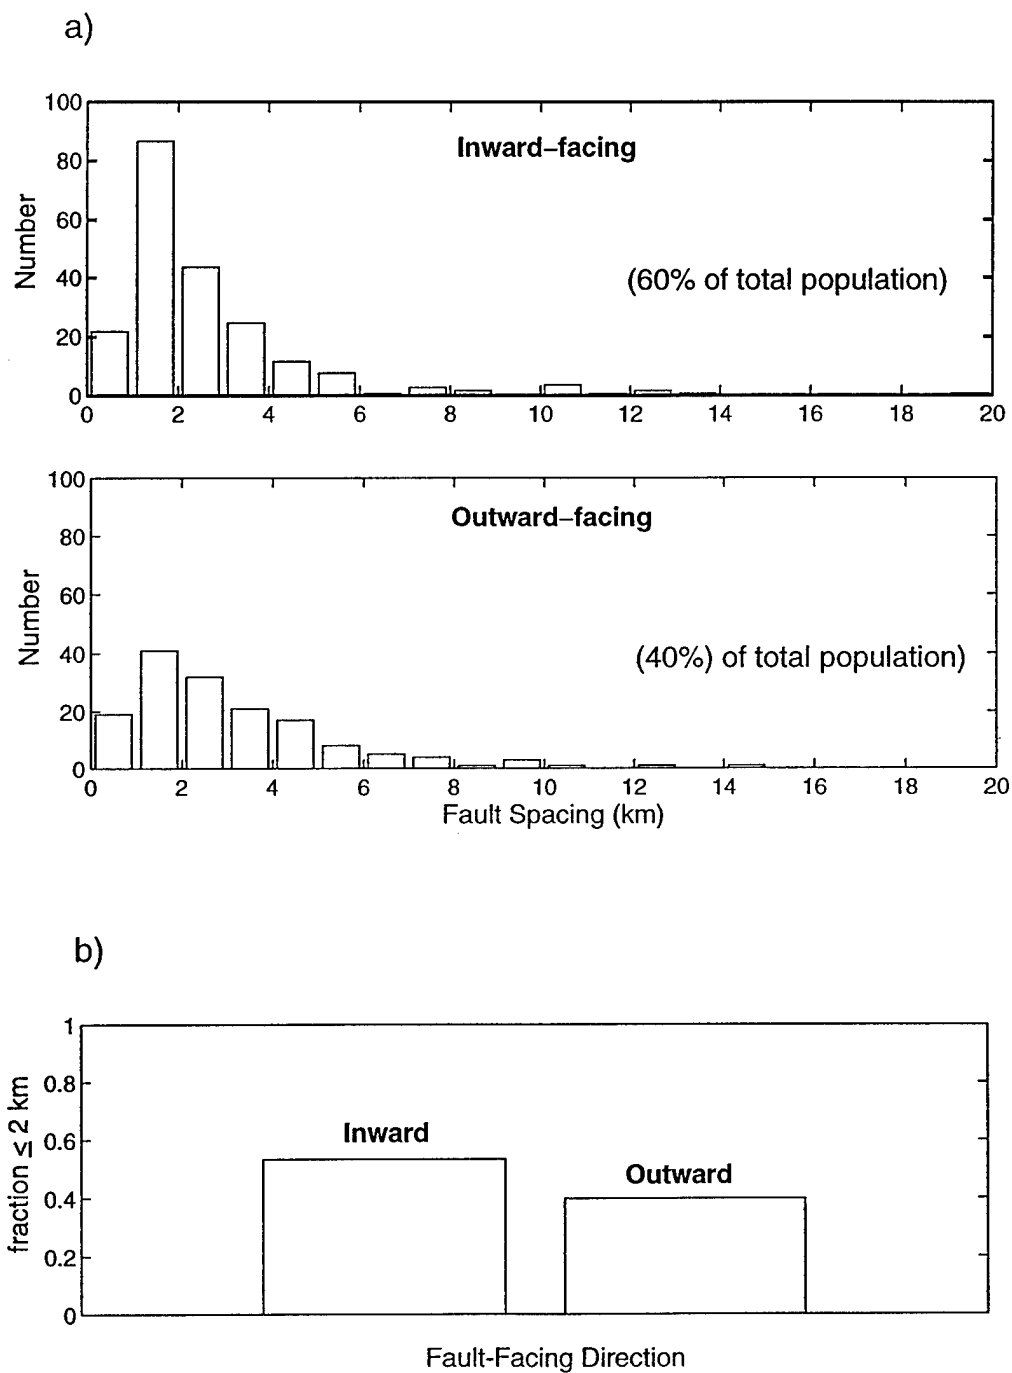 a)
100
80
60
40
20
0
Number
Inward–facing
(60% of total population)
0 2 4 6 8 10 12 14 16 18 20
100
80
60
40
20
0
Number
Outward–facing
(40%) of total population)
0 2 4 6 8 10 12 14 16 18 20
Fault Spacing (km)
b)
1
0.8
0.6
0.4
0.2
0
fraction ≤ 2 km
Inward
Outward
Fault-Facing Direction